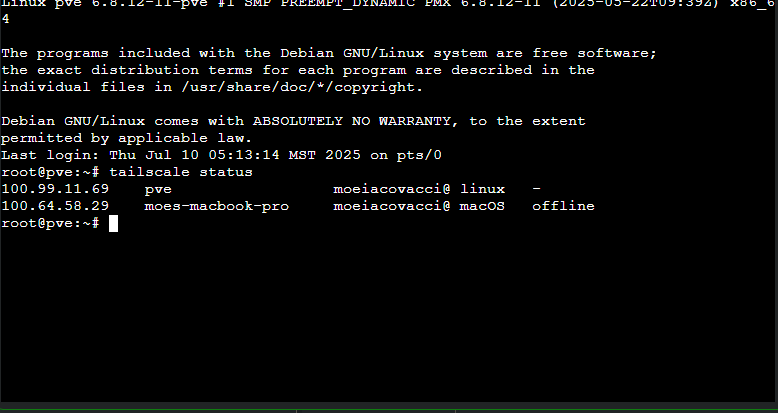 Linux pve 6.8.12-11-pve #1 SMP PREEMPT_DYNAMIC PMX 6.8.12-11 (2025-05-22T09:39Z) x86_6
4
The programs included with the Debian GNU/Linux system are free software;
the exact distribution terms for each program are described in the
individual files in /usr/share/doc/*/copyright.
Debian GNU/Linux comes with ABSOLUTELY NO WARRANTY, to the extent
permitted by applicable law.
Last login: Thu Jul 10 05:13:14 MST 2025 on pts/0
root@pve:~# tailscale status
100.99.11.69    pve                  moeiacovacci@ linux   -
100.64.58.29    moes-macbook-pro     moeiacovacci@ macOS   offline
root@pve:~#